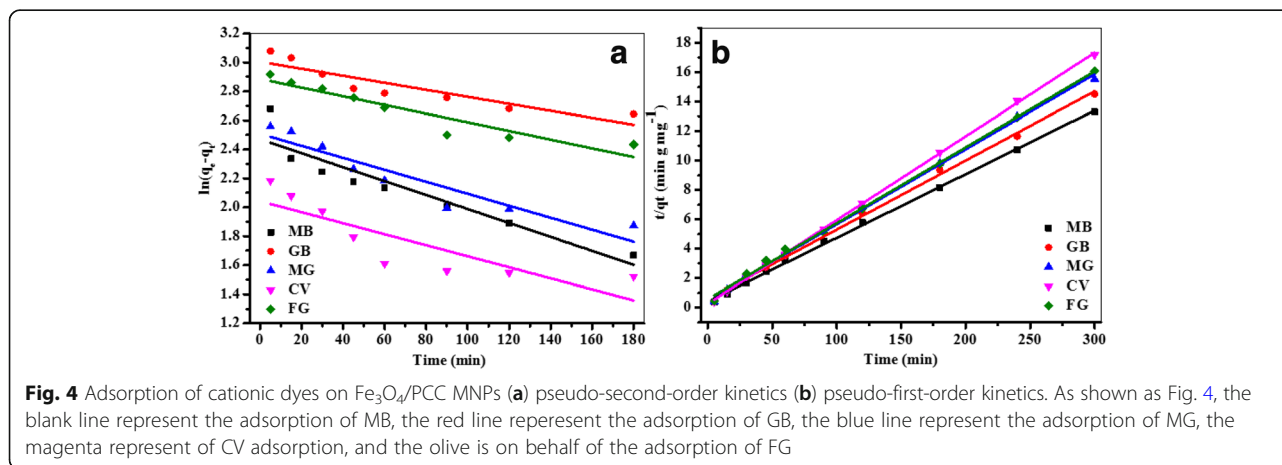 a
3.0
2.8
2.6
2.4
2.2
2.0
1.8
1.6
1.4
1.2
ln(qe-qt)
MB
GB
MG
CV
FG
0 20 40 60 80 100 120 140 160 180
Time (min)
b
18
16
14
12
10
8
6
4
2
0
t/qt (min g mg-1)
MB
GB
MG
CV
FG
0 50 100 150 200 250 300
Time (min)
Fig. 4 Adsorption of cationic dyes on Fe3O4/PCC MNPs (a) pseudo-second-order kinetics (b) pseudo-first-order kinetics. As shown as Fig. 4, the
blank line represent the adsorption of MB, the red line reperesent the adsorption of GB, the blue line represent the adsorption of MG, the
magenta represent of CV adsorption, and the olive is on behalf of the adsorption of FG